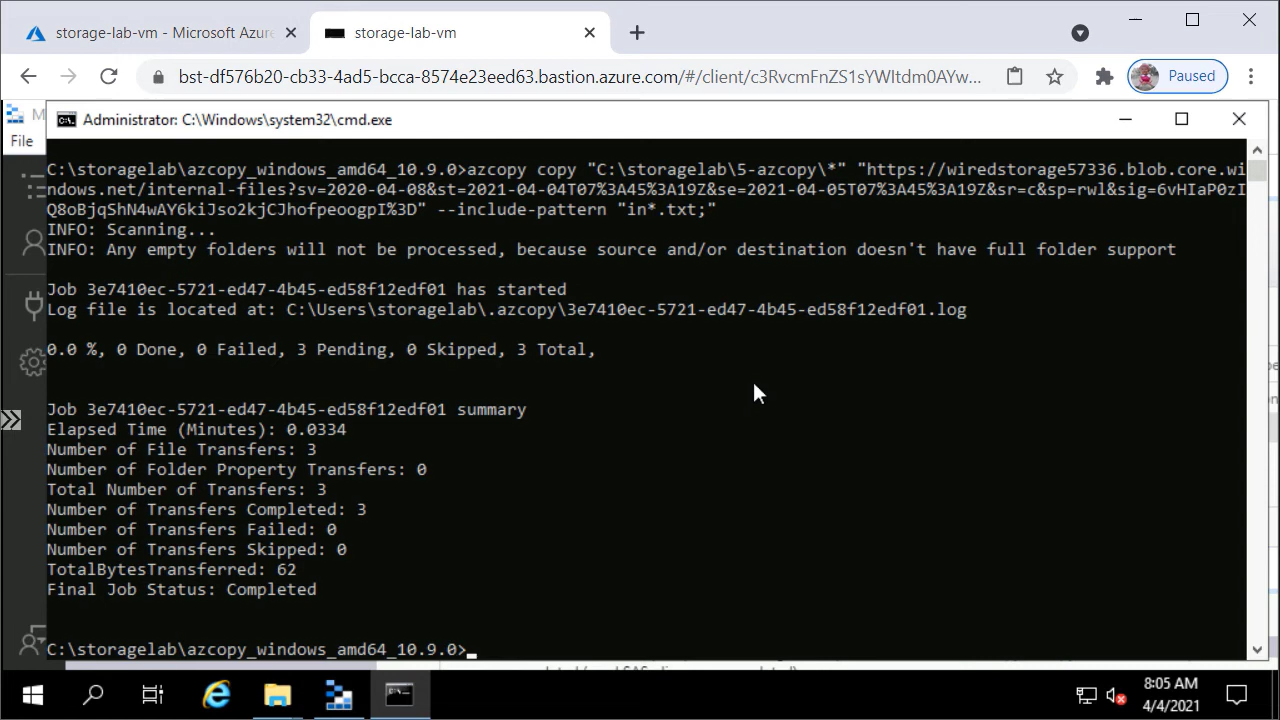 storage-lab-vm - Microsoft Azure
storage-lab-vm
bst-df576b20-cb33-4ad5-bcca-8574e23eed63.bastion.azure.com/#/client/c3RvcmFnZS1sYWItdm0AYw...
Paused
M
Administrator: C:\Windows\system32\cmd.exe
File
C:\storagelab\azcopy_windows_amd64_10.9.0>azcopy copy "C:\storagelab\5-azcopy\*" "https://wiredstorage57336.blob.core.wi
ndows.net/internal-files?sv=2020-04-08&st=2021-04-04T07%3A45%3A19Z&se=2021-04-05T07%3A45%3A19Z&sr=c&sp=rwl&sig=6vHIaP0zI
Q8oBjqShN4wAY6kiJso2kjCJhofpeoogpI%3D" --include-pattern "in*.txt;"
INFO: Scanning...
INFO: Any empty folders will not be processed, because source and/or destination doesn't have full folder support
Job 3e7410ec-5721-ed47-4b45-ed58f12edf01 has started
Log file is located at: C:\Users\storagelab\.azcopy\3e7410ec-5721-ed47-4b45-ed58f12edf01.log
0.0 %, 0 Done, 0 Failed, 3 Pending, 0 Skipped, 3 Total,
Job 3e7410ec-5721-ed47-4b45-ed58f12edf01 summary
Elapsed Time (Minutes): 0.0334
Number of File Transfers: 3
Number of Folder Property Transfers: 0
Total Number of Transfers: 3
Number of Transfers Completed: 3
Number of Transfers Failed: 0
Number of Transfers Skipped: 0
TotalBytesTransferred: 62
Final Job Status: Completed
C:\storagelab\azcopy_windows_amd64_10.9.0>
8:05 AM
4/4/2021